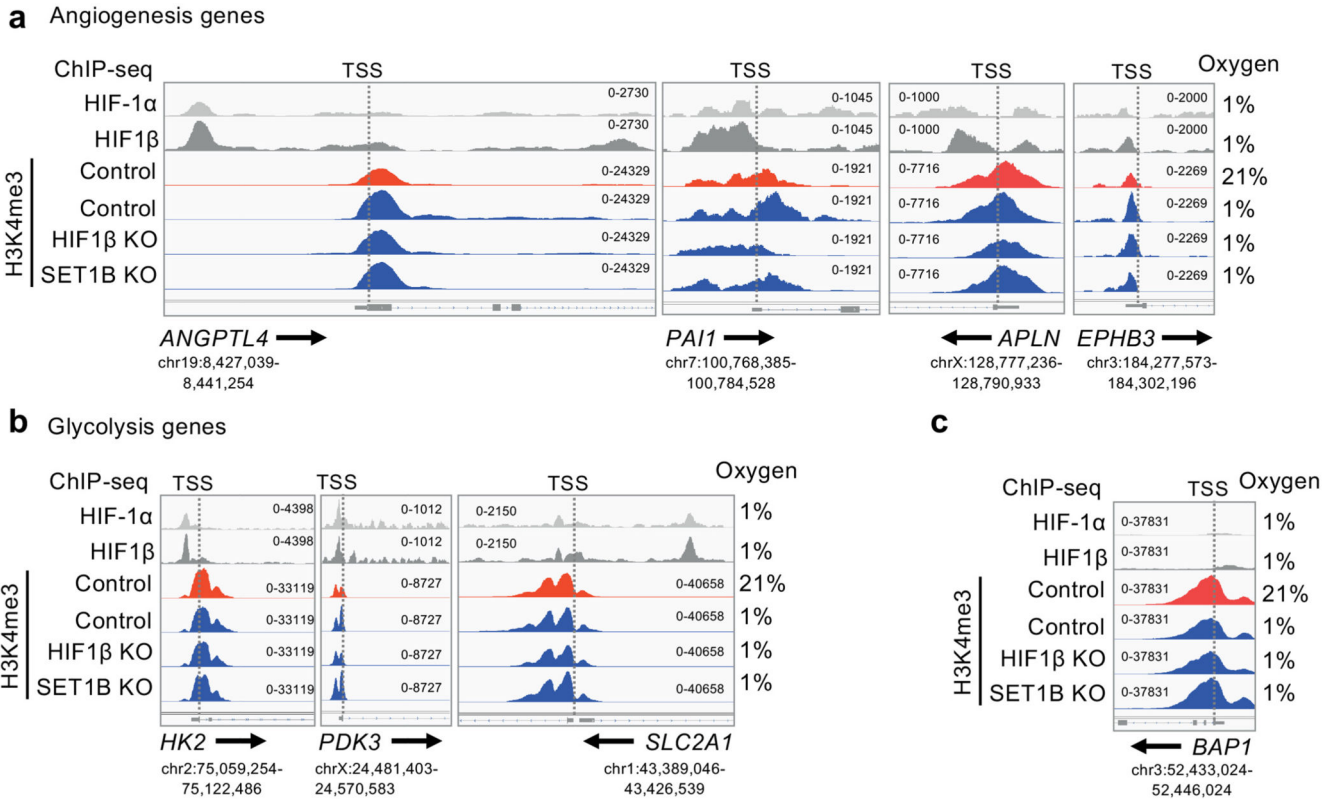 a Angiogenesis genes
ChIP-seq TSS TSS TSS TSS Oxygen
HIF-1α 0-2730 0-1045 0-1000 0-2000 1%
HIF1β 0-2730 0-1045 0-1000 0-2000 1%
H3K4me3
Control 0-24329 0-1921 0-7716 0-2269 21%
Control 0-24329 0-1921 0-7716 0-2269 1%
HIF1β KO 0-24329 0-1921 0-7716 0-2269 1%
SET1B KO 0-24329 0-1921 0-7716 0-2269 1%
ANGPTL4 PAI1 APLN EPHB3
chr19:8,427,039- chr7:100,768,385- chrX:128,777,236- chr3:184,277,573-
8,441,254 100,784,528 128,790,933 184,302,196
b Glycolysis genes
ChIP-seq TSS TSS TSS Oxygen
HIF-1α 0-4398 0-1012 0-2150 1%
HIF1β 0-4398 0-1012 0-2150 1%
H3K4me3
Control 0-33119 0-8727 0-40658 21%
Control 0-33119 0-8727 0-40658 1%
HIF1β KO 0-33119 0-8727 0-40658 1%
SET1B KO 0-33119 0-8727 0-40658 1%
HK2 PDK3 SLC2A1
chr2:75,059,254- chrX:24,481,403- chr1:43,389,046-
75,122,486 24,570,583 43,426,539
c
ChIP-seq TSS Oxygen
HIF-1α 0-37831 1%
HIF1β 0-37831 1%
H3K4me3
Control 0-37831 21%
Control 0-37831 1%
HIF1β KO 0-37831 1%
SET1B KO 0-37831 1%
BAP1
chr3:52,433,024-
52,446,024